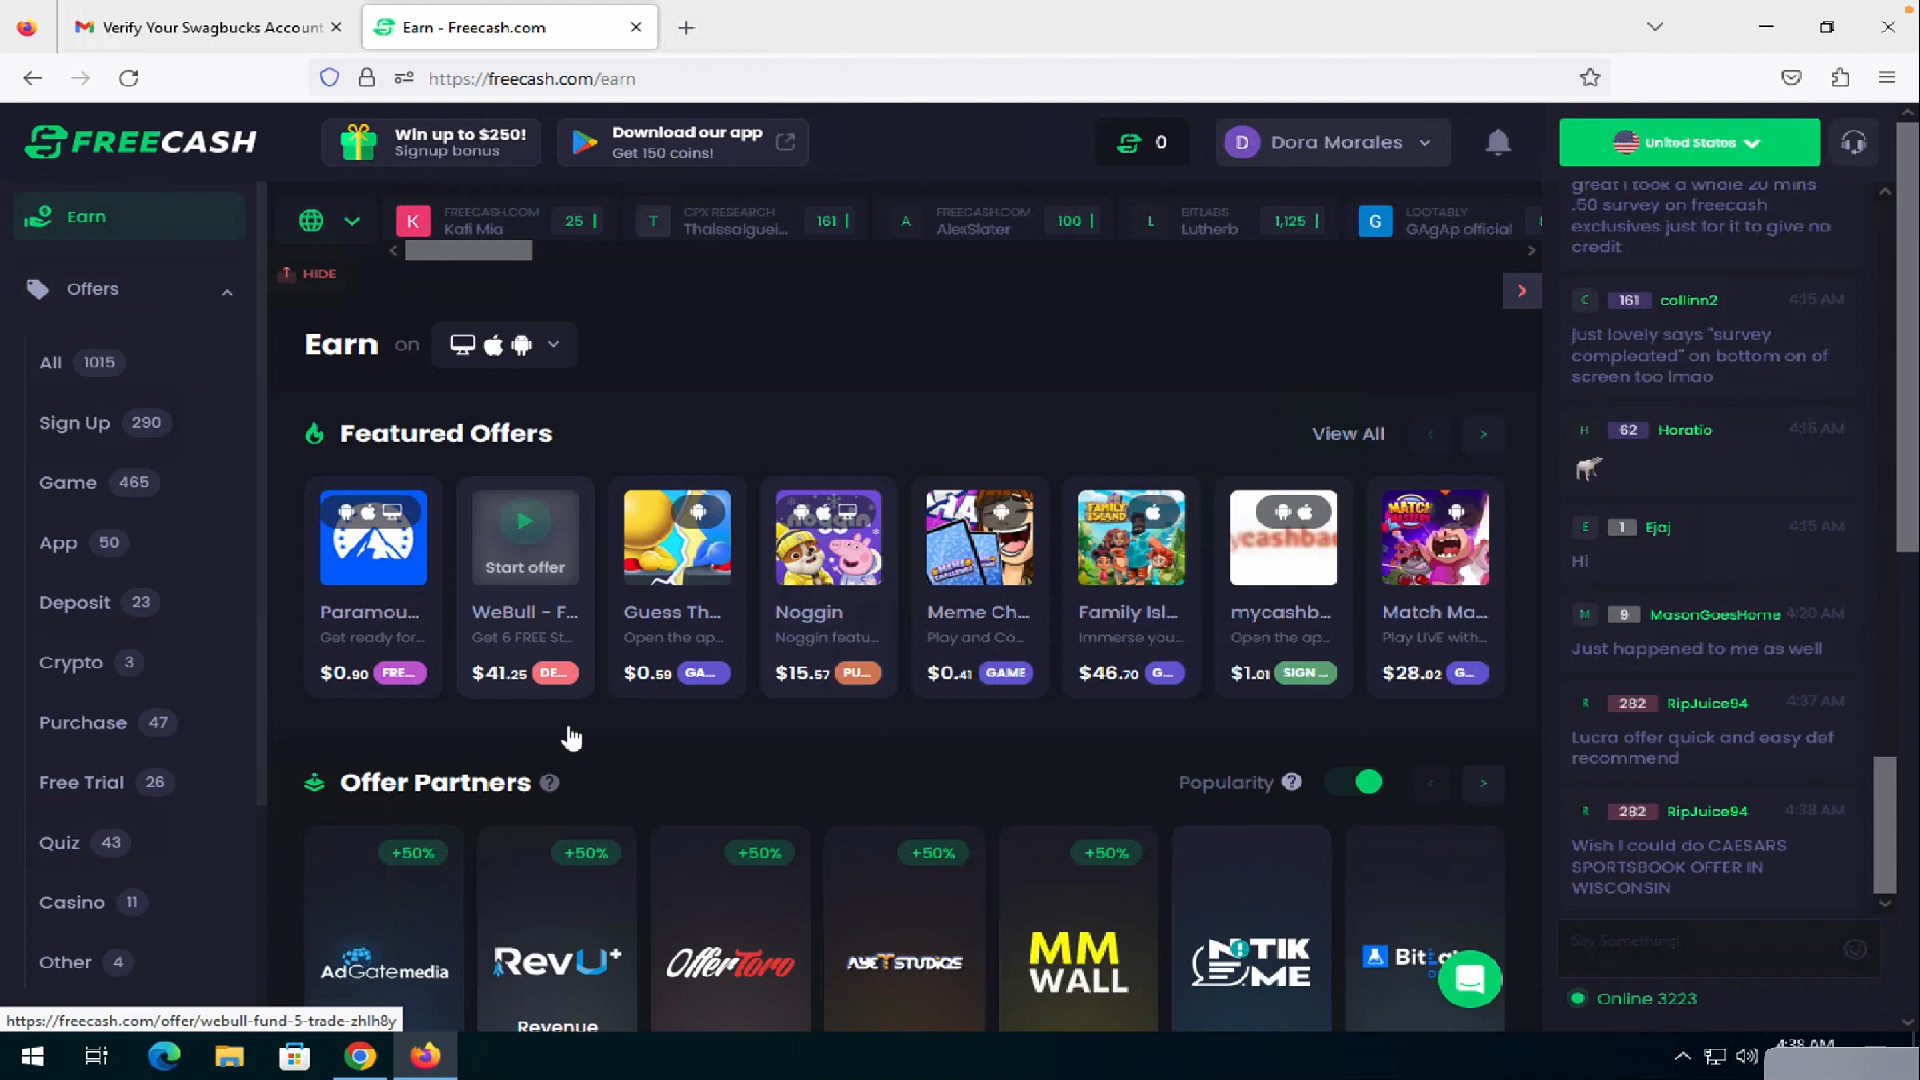 Verify Your Swagbucks Account
Earn - Freecash.com
https://freecash.com/earn
FREECASH
Win up to $250!
Signup bonus
Download our app
Get 150 coins!
0
D
Dora Morales
United States
Earn
Offers
All 1015
Sign Up 290
Game 465
App 50
Deposit 23
Crypto 3
Purchase 47
Free Trial 26
Quiz 43
Casino 11
Other 4
K
FREECASH.COM
Kali Mia
25
T
CPX RESEARCH
Thaissalguei...
161
A
FREECASH.COM
AlexSlater
100
L
BITLABS
Lutherb
1,125
G
LOOTABLY
GAgAp official
HIDE
Earn on
Featured Offers
View All
Paramou...
Get ready for...
$0.90 FRE...
Start offer
WeBull - F...
Get 6 FREE St...
$41.25 DE...
Guess Th...
Open the ap...
$0.59 GA...
noggin
Noggin
Noggin featu...
$15.57 PU...
Meme Ch...
Play and Co...
$0.41 GAME
FAMILY ISLAND
Family Isl...
Immerse you...
$46.70 G...
ycashba
mycashb...
Open the ap...
$1.01 SIGN ...
MATCH MASTERS
Match Ma...
Play LIVE with...
$28.02 G...
Offer Partners
Popularity
+50%
AdGatemedia
+50%
RevU+
Revenue
+50%
OfferToro
+50%
AYET STUDIOS
+50%
MM
WALL
NOTIK
ME
BitLa
great I took a whole 20 mins
.50 survey on freecash
exclusives just for it to give no
credit
C 161 collinn2 4:15 AM
Just lovely says "survey
compleated" on bottom on of
screen too lmao
H 62 Horatio 4:15 AM
E 1 Ejaj 4:15 AM
Hi
M 9 MasonGoesHome 4:20 AM
Just happened to me as well
R 282 RipJuice94 4:37 AM
Lucra offer quick and easy def
recommend
R 282 RipJuice94 4:38 AM
Wish I could do CAESARS
SPORTSBOOK OFFER IN
WISCONSIN
Say Something!
Online 3223
https://freecash.com/offer/webull-fund-5-trade-zhlh8y
4:38 AM